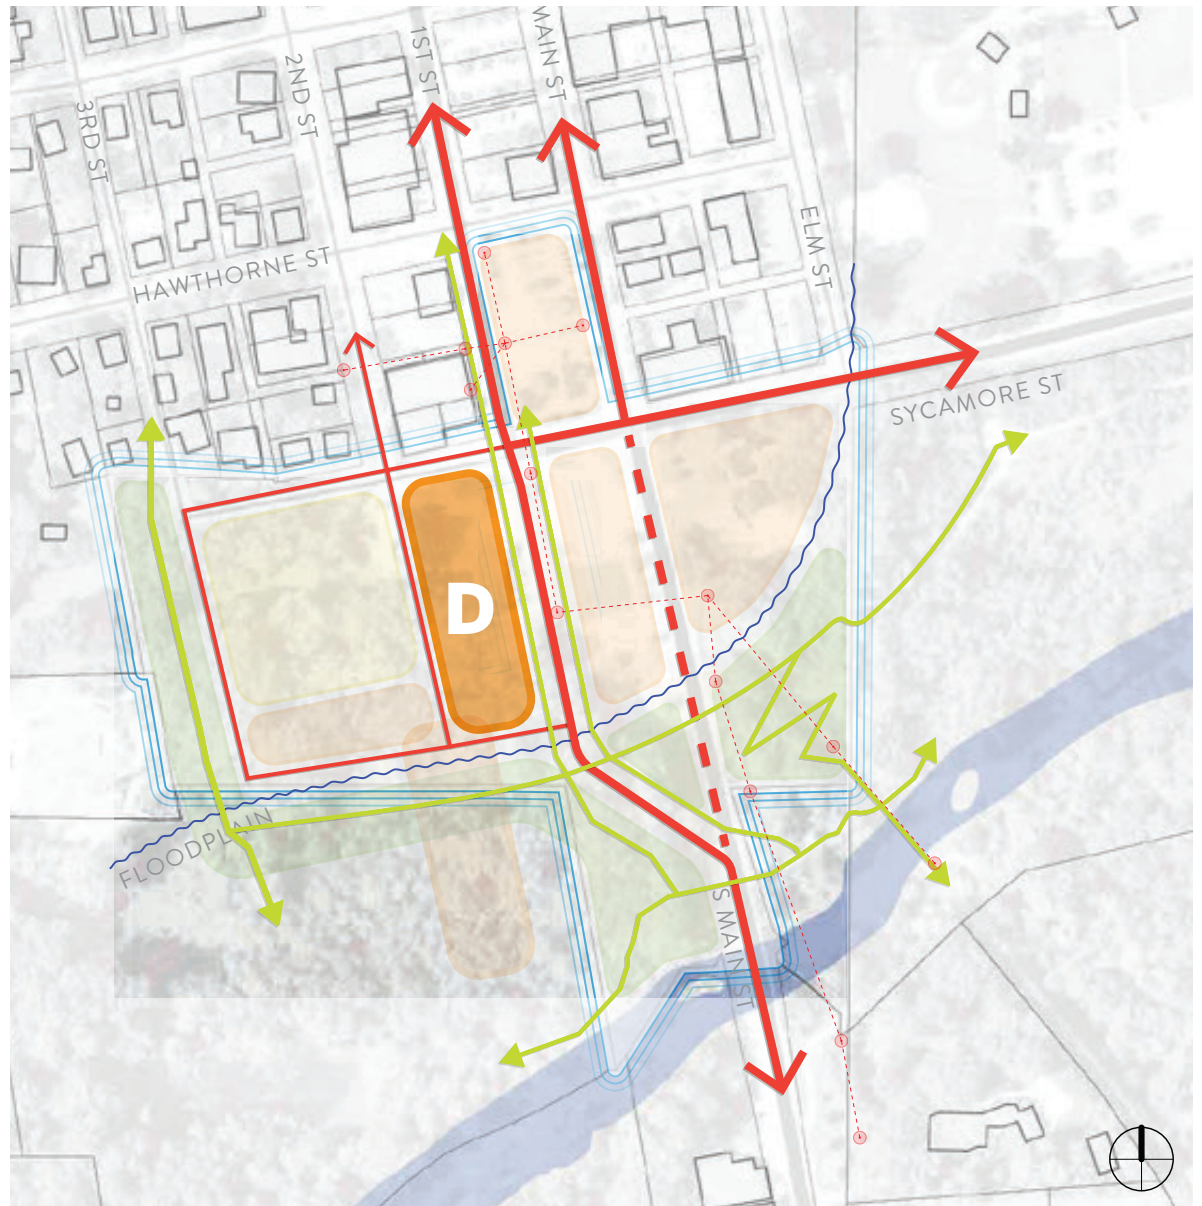 1ST ST
MAIN ST
2ND ST
3RD ST
ELM ST
HAWTHORNE ST
SYCAMORE ST
D
FLOODPLAIN
S MAIN ST